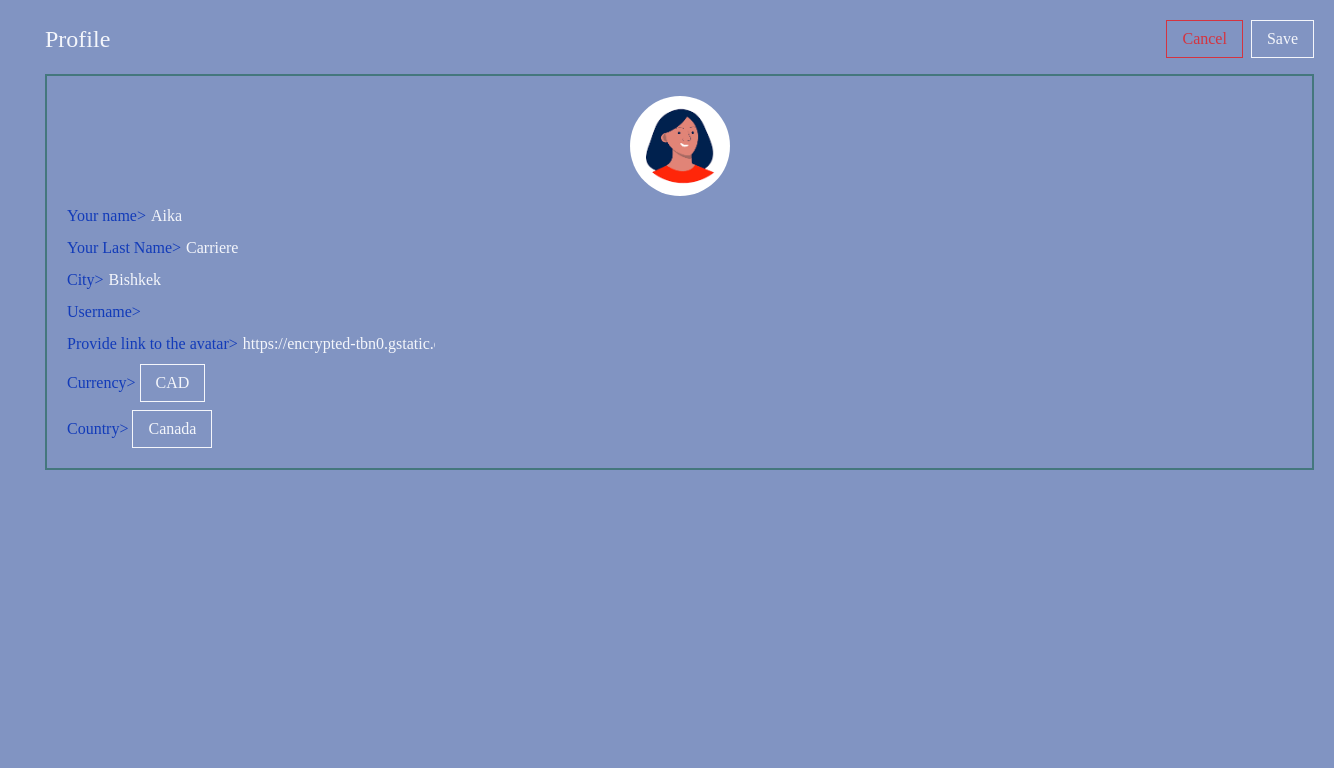 Profile
Cancel
Save
Your name> Aika
Your Last Name> Carriere
City> Bishkek
Username>
Provide link to the avatar> https://encrypted-tbn0.gstatic.
Currency> CAD
Country> Canada